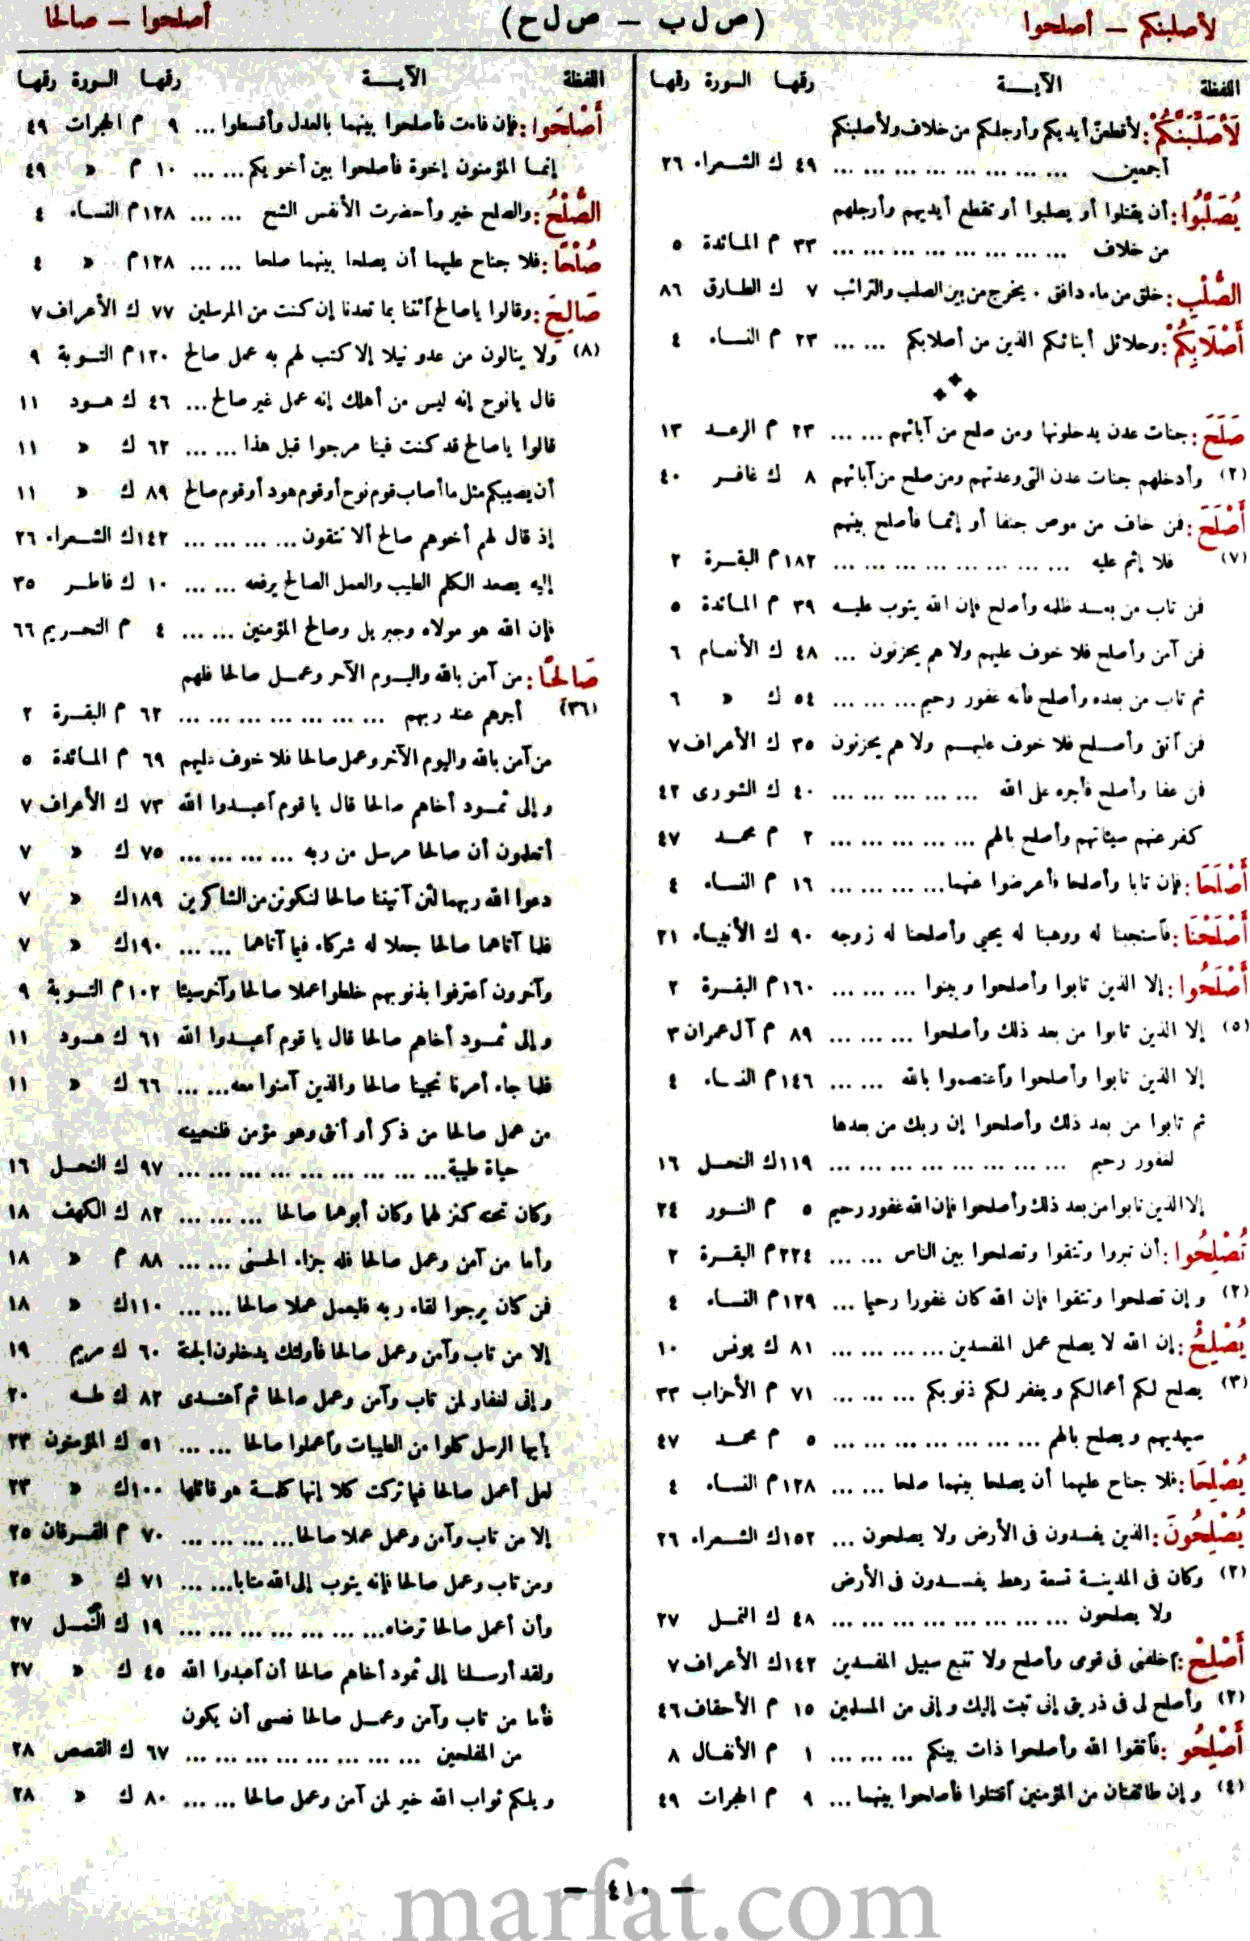 لأصلبنكم — أصلحوا
(ص ل ب — ص ل ح)
أصلحوا — صالحا
اللفظة الآيــــة رقمها السورة رقمها
لَأُصَلِّبَنَّكُمْ : لأقطعن أيديكم وأرجلكم من خلاف ولأصلبنكم
أجمعين ... ... ... ... ... ... ... ... ٤٩ ك الشعراء ٢٦
يُصَلَّبُوا : أن يقتلوا أو يصلبوا أو تقطع أيديهم وأرجلهم
من خلاف ... ... ... ... ... ... ... ... ٣٣ م المائدة ٥
الصُّلْبِ : خلق من ماء دافق . يخرج من بين الصلب والترائب ٧ ك الطارق ٨٦
أَصْلَابِكُمْ : وحلائل أبنائكم الذين من أصلابكم ... ... ٢٣ م النساء ٤
صَلَحَ : جنات عدن يدخلونها ومن صلح من آبائهم ... ... ٢٣ م الرعد ١٣
(٢) وأدخلهم جنات عدن التى وعدتهم ومن صلح من آبائهم ٨ ك غافر ٤٠
أَصْلَحَ : فمن خاف من موص جنفا أو إثما فأصلح بينهم
(٧) فلا إثم عليه ... ... ... ... ... ... ... ... ١٨٢ م البقرة ٢
فمن تاب من بعد ظلمه وأصلح فإن الله يتوب عليه ٣٩ م المائدة ٥
فمن آمن وأصلح فلا خوف عليهم ولا هم يحزنون ... ٤٨ ك الأنعام ٦
ثم تاب من بعده وأصلح فأنه غفور رحيم ... ... ... ٥٤ ك » ٦
فمن آتقى وأصلح فلا خوف عليهم ولا هم يحزنون ٣٥ ك الأعراف ٧
فمن عفا وأصلح فأجره على الله ... ... ... ... ... ٤٠ ك الشورى ٤٢
كفر عنهم سيئاتهم وأصلح بالهم ... ... ... ... ... ٢ م محمد ٤٧
أَصْلَحَا : فإن تابا وأصلحا فأعرضوا عنهما ... ... ... ... ١٦ م النساء ٤
أَصْلَحْنَا : فآستجبنا له ووهبنا له يحيى وأصلحنا له زوجه ٩٠ ك الأنبياء ٢١
أَصْلَحُوا : إلا الذين تابوا وأصلحوا وبينوا ... ... ... ... ١٦٠ م البقرة ٢
(٥) إلا الذين تابوا من بعد ذلك وأصلحوا ... ... ... ٨٩ م آل عمران ٣
إلا الذين تابوا وأصلحوا وآعتصموا بالله ... ... ١٤٦ م النساء ٤
ثم تابوا من بعد ذلك وأصلحوا إن ربك من بعدها
لغفور رحيم ... ... ... ... ... ... ... ... ١١٩ ك النحل ١٦
إلا الذين تابوا من بعد ذلك وأصلحوا فإن الله غفور رحيم ٥ م النور ٢٤
تُصْلِحُوا : أن تبروا وتتقوا وتصلحوا بين الناس ... ... ... ٢٢٤ م البقرة ٢
(٢) وإن تصلحوا وتتقوا فإن الله كان غفورا رحيما ... ١٢٩ م النساء ٤
يُصْلِحُ : إن الله لا يصلح عمل المفسدين ... ... ... ... ٨١ ك يونس ١٠
(٣) يصلح لكم أعمالكم ويغفر لكم ذنوبكم ... ... ... ٧١ م الأحزاب ٣٣
سيهديهم ويصلح بالهم ... ... ... ... ... ... ... ٥ م محمد ٤٧
يُصْلِحَا : فلا جناح عليهما أن يصلحا بينهما صلحا ... ... ١٢٨ م النساء ٤
يُصْلِحُونَ : الذين يفسدون فى الأرض ولا يصلحون ... ١٥٢ ك الشعراء ٢٦
(٢) وكان فى المدينة تسعة رهط يفسدون فى الأرض
ولا يصلحون ... ... ... ... ... ... ... ... ٤٨ ك النمل ٢٧
أَصْلِحْ : آخلفنى فى قومى وأصلح ولا تتبع سبيل المفسدين ١٤٢ ك الأعراف ٧
(٢) وأصلح لى فى ذريتى إنى تبت إليك وإنى من المسلمين ١٥ م الأحقاف ٤٦
أَصْلِحُو : فآتقوا الله وأصلحوا ذات بينكم ... ... ... ١ م الأنفال ٨
(٤) وإن طائفتان من المؤمنين آقتتلوا فأصلحوا بينهما ... ٩ م الحجرات ٤٩
اللفظة الآيــــة رقمها السورة رقمها
أَصْلِحُوا : فإن فاءت فأصلحوا بينهما بالعدل وأقسطوا ... ٩ م الحجرات ٤٩
إنما المؤمنون إخوة فأصلحوا بين أخويكم ... ... ١٠ م » ٤٩
الصُّلْحُ : والصلح خير وأحضرت الأنفس الشح ... ... ١٢٨ م النساء ٤
صُلْحًا : فلا جناح عليهما أن يصلحا بينهما صلحا ... ... ١٢٨ م » ٤
صَالِحَ : وقالوا يا صالح آئتنا بما تعدنا إن كنت من المرسلين ٧٧ ك الأعراف ٧
(٨) ولا ينالون من عدو نيلا إلا كتب لهم به عمل صالح ١٢٠ م التوبة ٩
قال يا نوح إنه ليس من أهلك إنه عمل غير صالح ... ٤٦ ك هود ١١
قالوا يا صالح قد كنت فينا مرجوا قبل هذا ... ... ٦٢ ك » ١١
أن يصيبكم مثل ما أصاب قوم نوح أو قوم هود أو قوم صالح ٨٩ ك » ١١
إذ قال لهم أخوهم صالح ألا تتقون ... ... ... ... ١٤٢ ك الشعراء ٢٦
إليه يصعد الكلم الطيب والعمل الصالح يرفعه ... ... ١٠ ك فاطر ٣٥
فإن الله هو مولاه وجبريل وصالح المؤمنين ... ... ٤ م التحريم ٦٦
صَالِحًا : من آمن بالله واليوم الآخر وعمل صالحا فلهم
(٣٦) أجرهم عند ربهم ... ... ... ... ... ... ... ٦٢ م البقرة ٢
من آمن بالله واليوم الآخر وعمل صالحا فلا خوف عليهم ٦٩ م المائدة ٥
وإلى ثمود أخاهم صالحا قال يا قوم آعبدوا الله ٧٣ ك الأعراف ٧
أتعلمون أن صالحا مرسل من ربه ... ... ... ... ٧٥ ك » ٧
دعوا الله ربهما لئن آتيتنا صالحا لنكونن من الشاكرين ١٨٩ ك » ٧
فلما آتاهما صالحا جعلا له شركاء فيما آتاهما ... ... ١٩٠ ك » ٧
وآخرون آعترفوا بذنوبهم خلطوا عملا صالحا وآخر سيئا ١٠٢ م التوبة ٩
وإلى ثمود أخاهم صالحا قال يا قوم آعبدوا الله ٦١ ك هود ١١
فلما جاء أمرنا نجينا صالحا والذين آمنوا معه ... ... ٦٦ ك » ١١
من عمل صالحا من ذكر أو أنثى وهو مؤمن فلنحيينه
حياة طيبة ... ... ... ... ... ... ... ... ... ٩٧ ك النحل ١٦
وكان تحته كنز لهما وكان أبوهما صالحا ... ... ... ٨٢ ك الكهف ١٨
وأما من آمن وعمل صالحا فله جزاء الحسنى ... ... ٨٨ م » ١٨
فمن كان يرجوا لقاء ربه فليعمل عملا صالحا ... ... ١١٠ ك » ١٨
إلا من تاب وآمن وعمل صالحا فأولئك يدخلون الجنة ٦٠ ك مريم ١٩
وإنى لغفار لمن تاب وآمن وعمل صالحا ثم آهتدى ٨٢ ك طه ٢٠
يأيها الرسل كلوا من الطيبات وآعملوا صالحا ... ... ٥١ ك المؤمنون ٢٣
لعلى أعمل صالحا فيما تركت كلا إنها كلمة هو قائلها ١٠٠ ك » ٢٣
إلا من تاب وآمن وعمل عملا صالحا ... ... ... ... ٧٠ م الفرقان ٢٥
ومن تاب وعمل صالحا فإنه يتوب إلى الله متابا ... ... ٧١ ك » ٢٥
وأن أعمل صالحا ترضاه ... ... ... ... ... ... ... ١٩ ك النمل ٢٧
ولقد أرسلنا إلى ثمود أخاهم صالحا أن آعبدوا الله ٤٥ ك » ٢٧
فأما من تاب وآمن وعمل صالحا فعسى أن يكون
من المفلحين ... ... ... ... ... ... ... ... ٦٧ ك القصص ٢٨
ويلكم ثواب الله خير لمن آمن وعمل صالحا ... ... ٨٠ ك » ٢٨
— ٤١٠ —
marfat.com